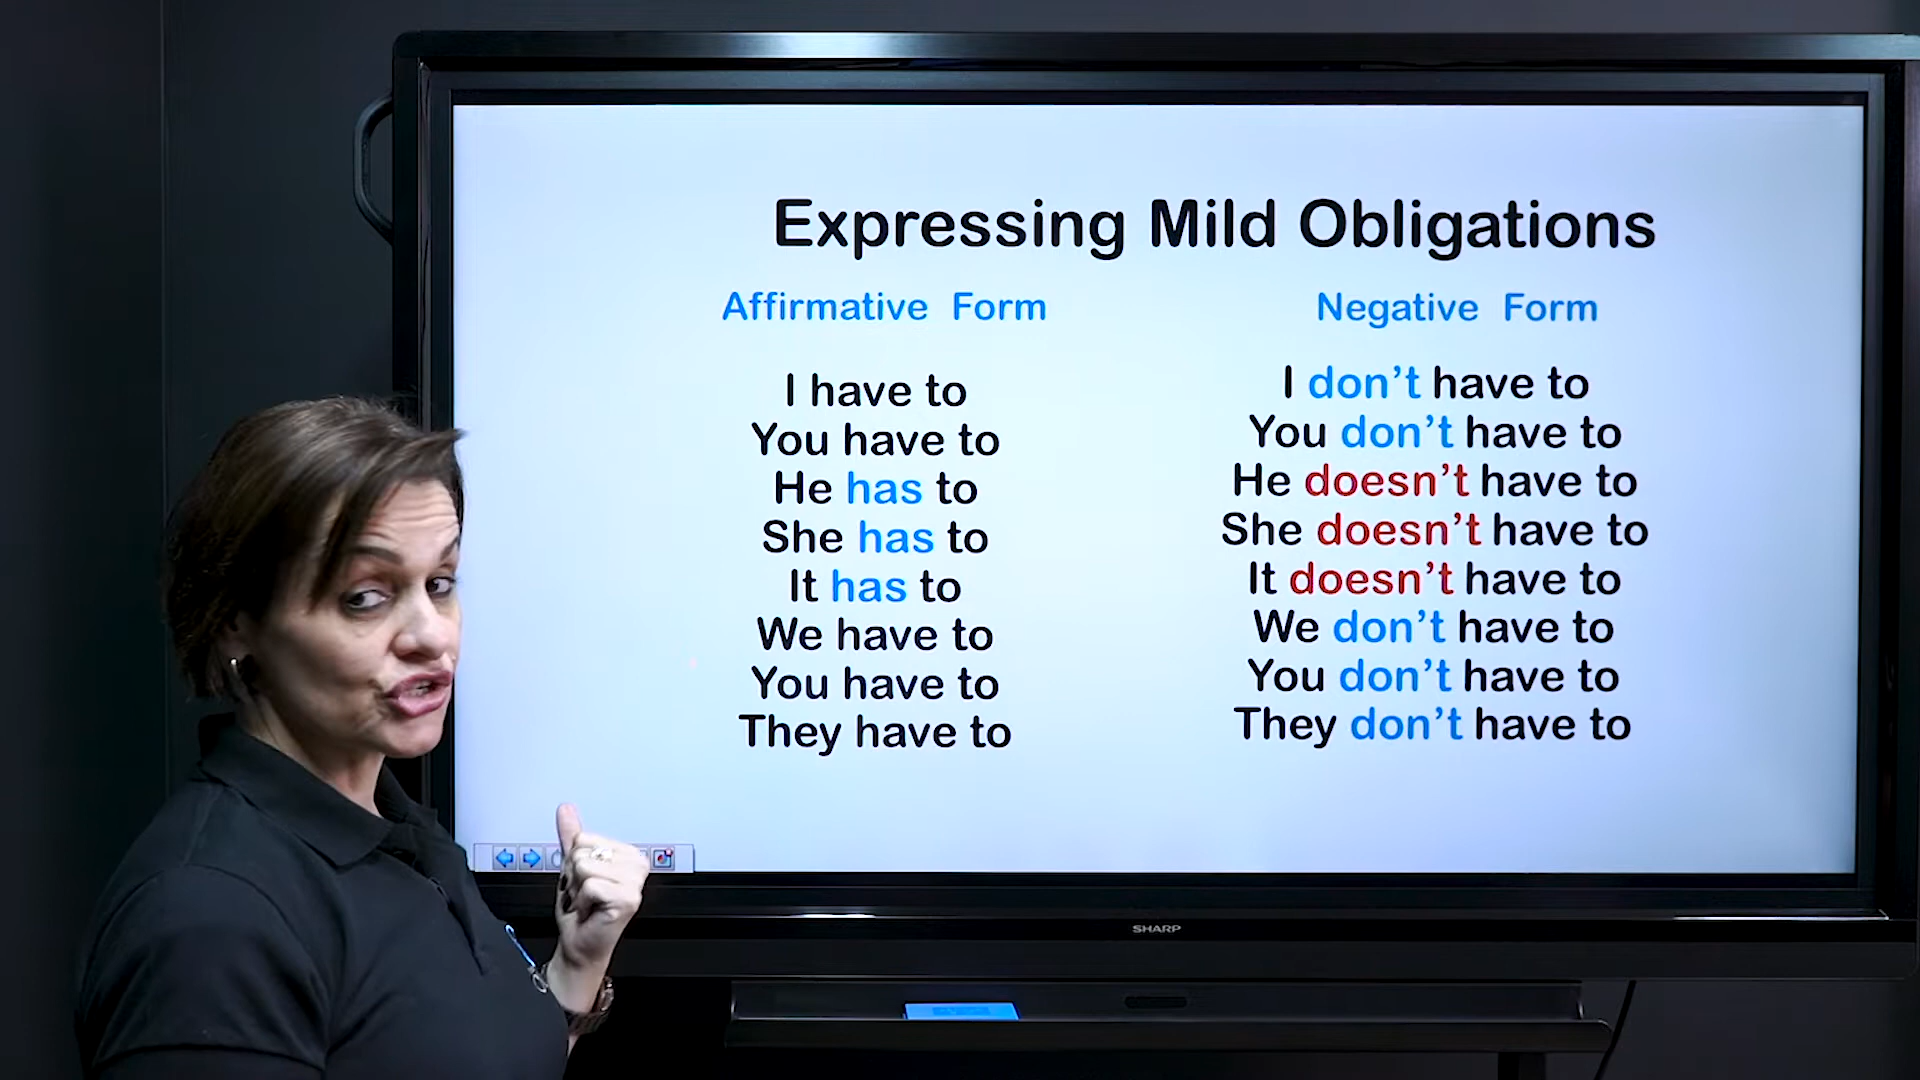 Expressing Mild Obligations
Affirmative Form
I have to
You have to
He has to
She has to
It has to
We have to
You have to
They have to
Negative Form
I don’t have to
You don’t have to
He doesn’t have to
She doesn’t have to
It doesn’t have to
We don’t have to
You don’t have to
They don’t have to
SHARP